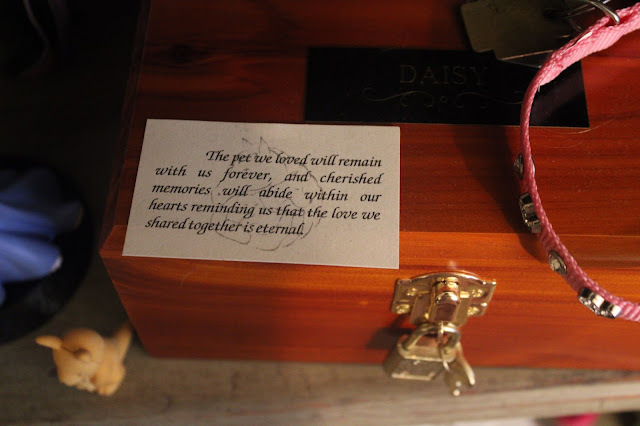 DAISY
The pet we loved will remain
with us forever, and cherished
memories will abide within our
hearts reminding us that the love we
shared together is eternal.